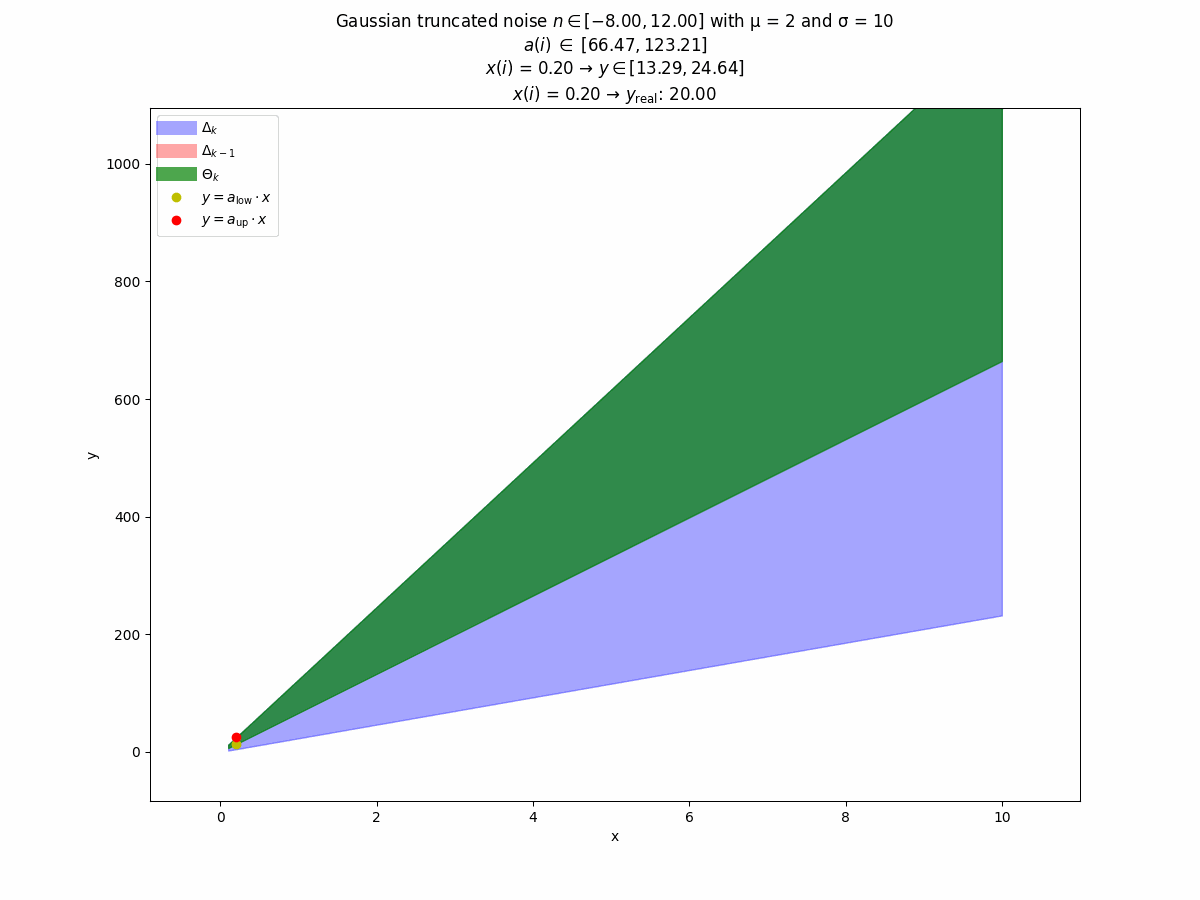 Gaussian truncated noise n ∈ [−8.00, 12.00] with μ = 2 and σ = 10
a(i) ∈ [66.47, 123.21]
x(i) = 0.20 → y ∈ [13.29, 24.64]
x(i) = 0.20 → y_real: 20.00
Δ_k
Δ_{k−1}
Θ_k
y = a_low · x
y = a_up · x
1000
800
600
400
200
0
y
0 2 4 6 8 10
x